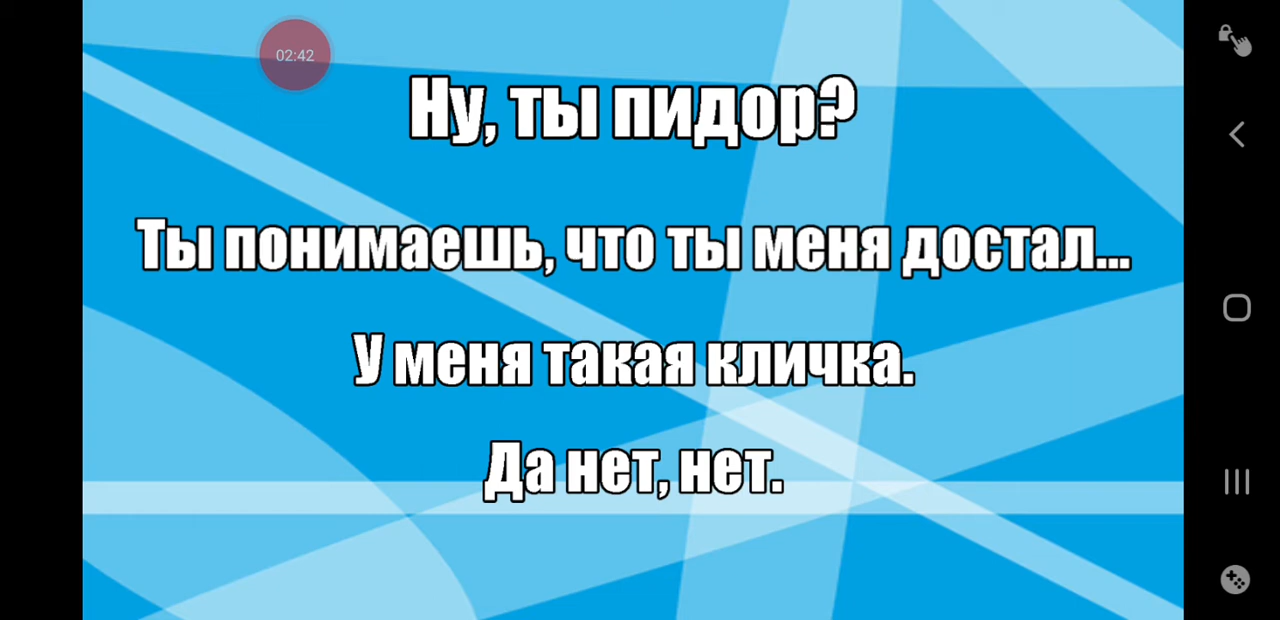 02:42
Ну, ты пидор?
Ты понимаешь, что ты меня достал...
У меня такая кличка.
Да нет, нет.